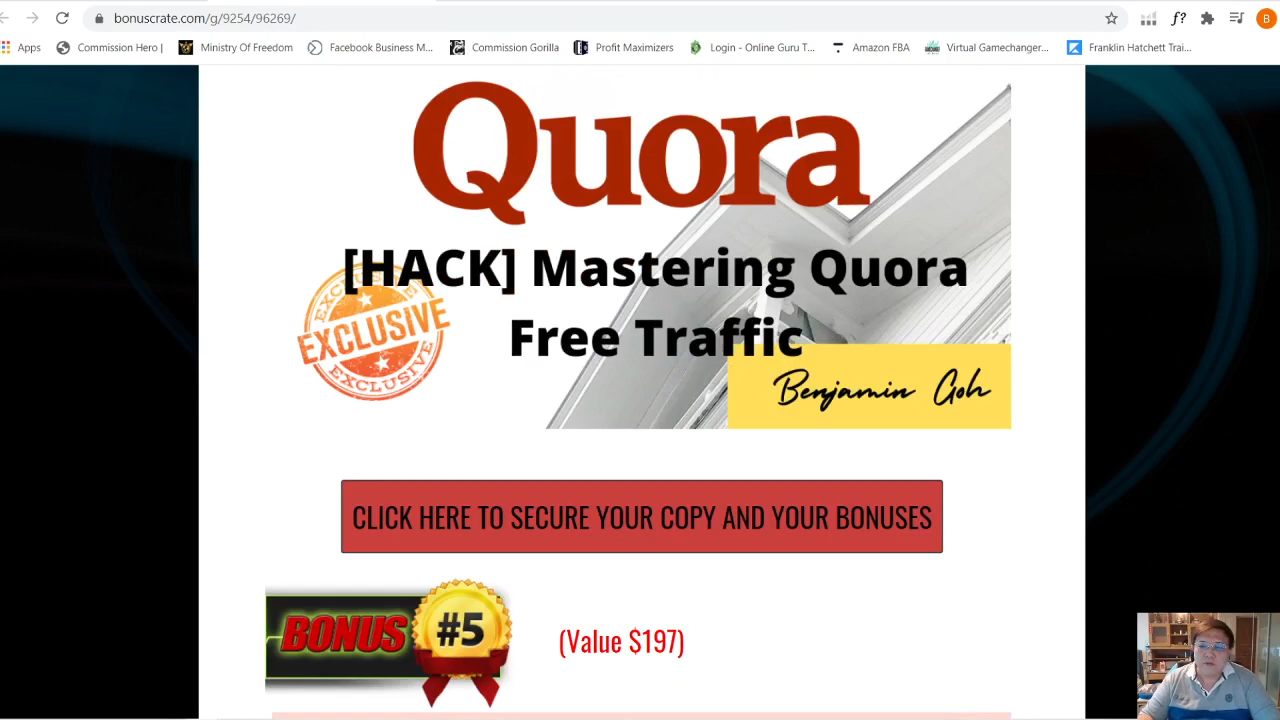 bonuscrate.com/g/9254/96269/
f?
B
Apps
Commission Hero |
Ministry Of Freedom
Facebook Business M...
Commission Gorilla
Profit Maximizers
Login - Online Guru T...
Amazon FBA
Virtual Gamechanger...
Franklin Hatchett Trai...
Quora
[HACK] Mastering Quora
Free Traffic
EXCLUSIVE
EXCLUSIVE
EXCLUSIVE
Benjamin Goh
CLICK HERE TO SECURE YOUR COPY AND YOUR BONUSES
BONUS #5
(Value $197)